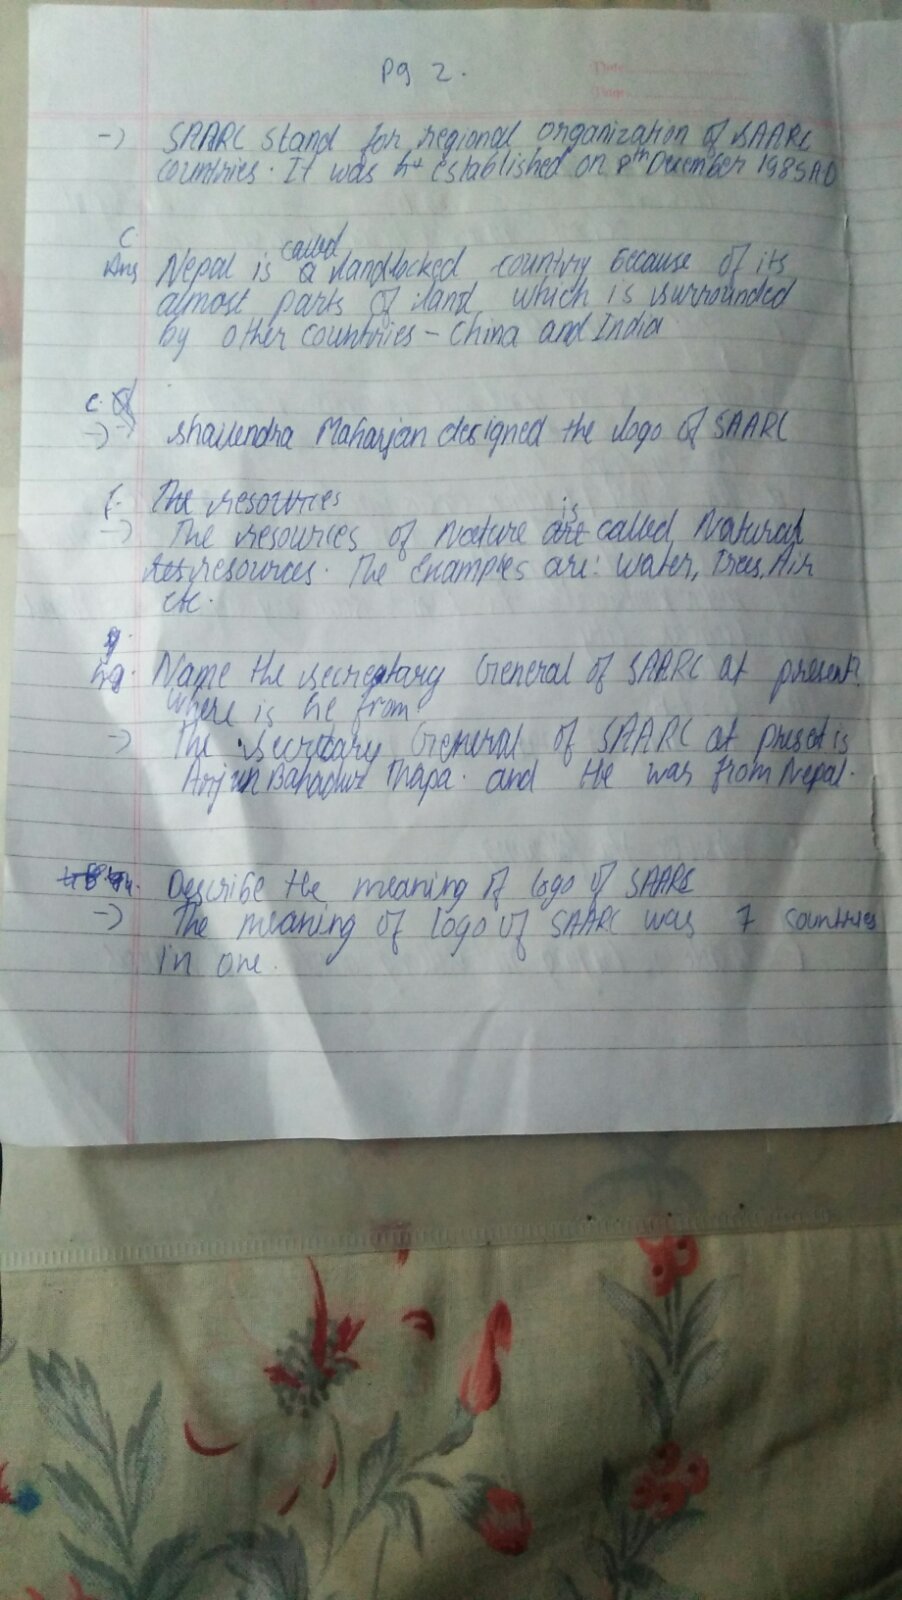 Pg 2.
Date
Page
-> SAARC stand for regional organization of SAARC
countries. It was established on 8th December 1985 AD
C
Ans Nepal is called a landlocked country because of its
almost parts of land which is surrounded
by other countries - China and India
c.
-> Shailendra Maharjan designed the logo of SAARC
f. The resources
-> The resources of Nature is called Natural
resources. The Examples are: Water, Trees, Air
etc.
g. Name the secretary General of SAARC at present?
where is he from
-> The Secretary General of SAARC at preset is
Arjun Bahadur Thapa. and He was from Nepal.
h. Describe the meaning of logo of SAARC
-> The meaning of logo of SAARC was 7 countries
in one.